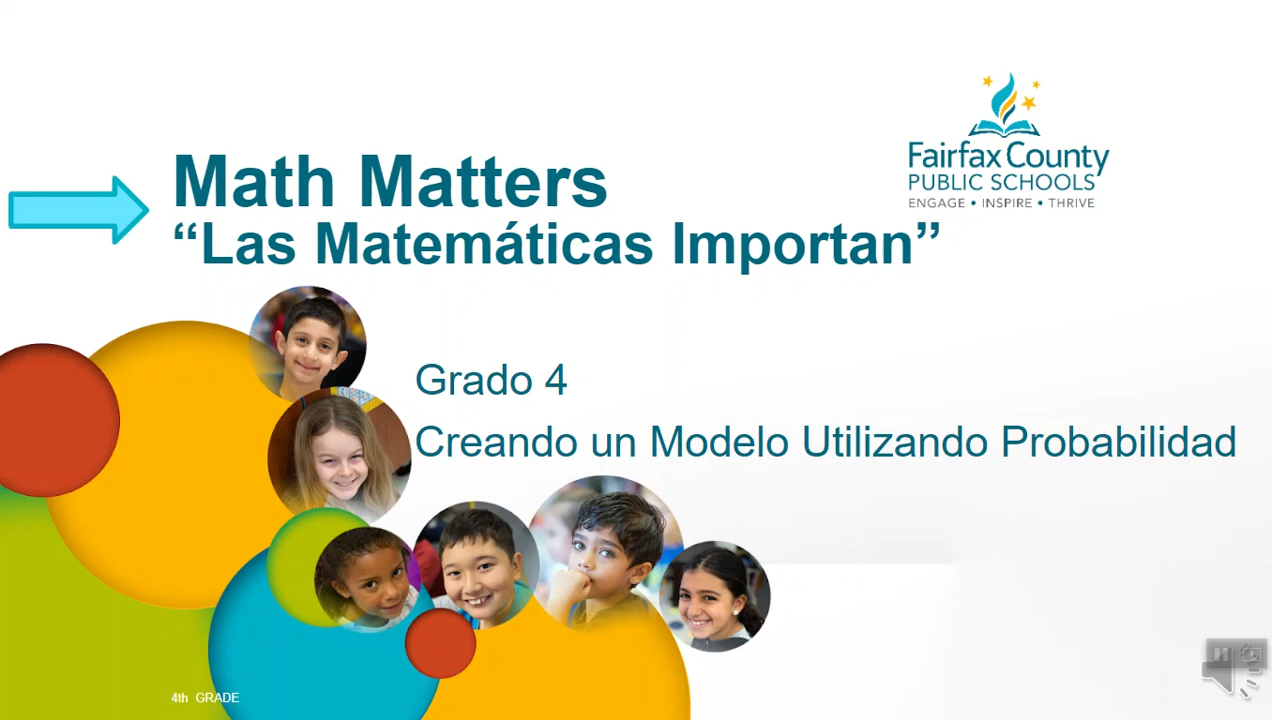 Fairfax County
PUBLIC SCHOOLS
ENGAGE • INSPIRE • THRIVE
Math Matters
“Las Matemáticas Importan”
Grado 4
Creando un Modelo Utilizando Probabilidad
4th GRADE